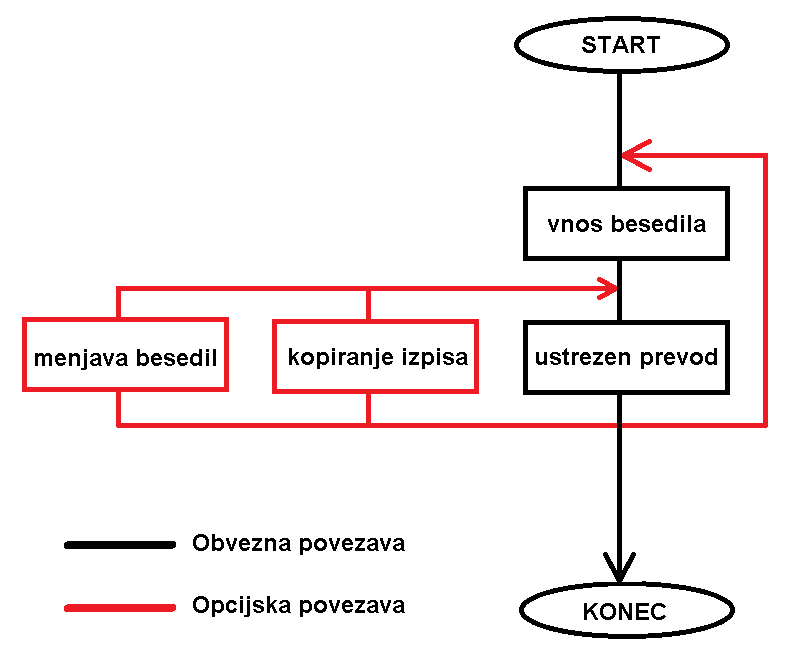 START
vnos besedila
menjava besedil
kopiranje izpisa
ustrezen prevod
Obvezna povezava
Opcijska povezava
KONEC